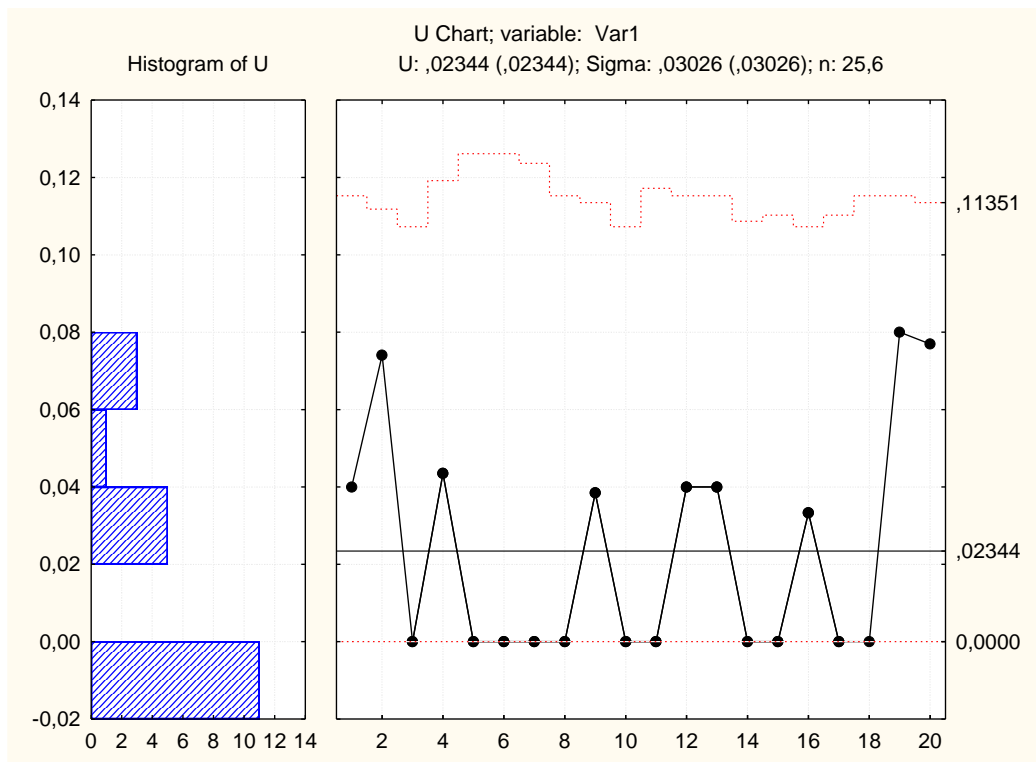 U Chart; variable:  Var1
Histogram of U
U: ,02344 (,02344); Sigma: ,03026 (,03026); n: 25,6
0,14
0,12
0,10
0,08
0,06
0,04
0,02
0,00
-0,02
0 2 4 6 8 10 12 14
,11351
,02344
0,0000
2 4 6 8 10 12 14 16 18 20